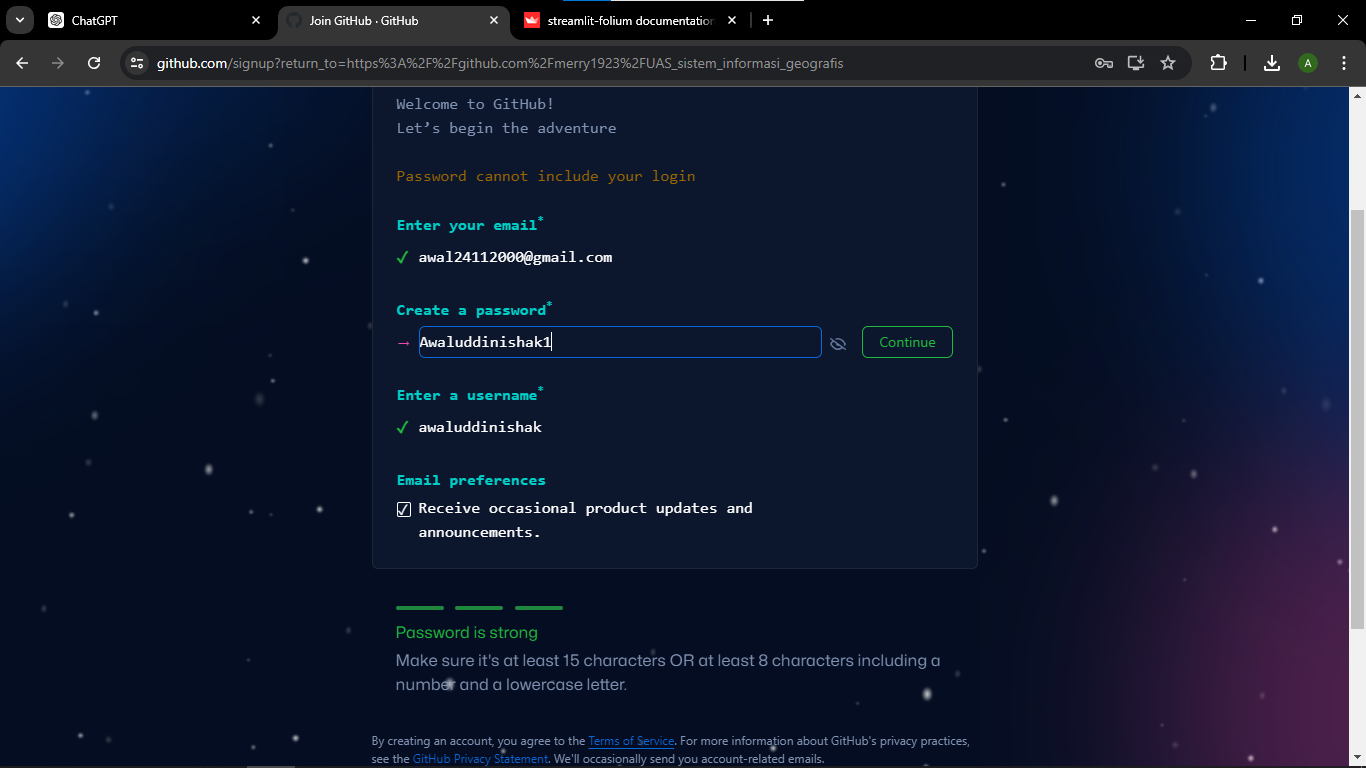 ChatGPT
Join GitHub · GitHub
streamlit-folium documentation
github.com/signup?return_to=https%3A%2F%2Fgithub.com%2Fmerry1923%2FUAS_sistem_informasi_geografis
A
Welcome to GitHub!
Let’s begin the adventure
Password cannot include your login
Enter your email*
✓ awal24112000@gmail.com
Create a password*
→ Awaluddinishak1
Continue
Enter a username*
✓ awaluddinishak
Email preferences
Receive occasional product updates and
announcements.
Password is strong
Make sure it's at least 15 characters OR at least 8 characters including a
number and a lowercase letter.
By creating an account, you agree to the Terms of Service. For more information about GitHub's privacy practices,
see the GitHub Privacy Statement. We'll occasionally send you account-related emails.